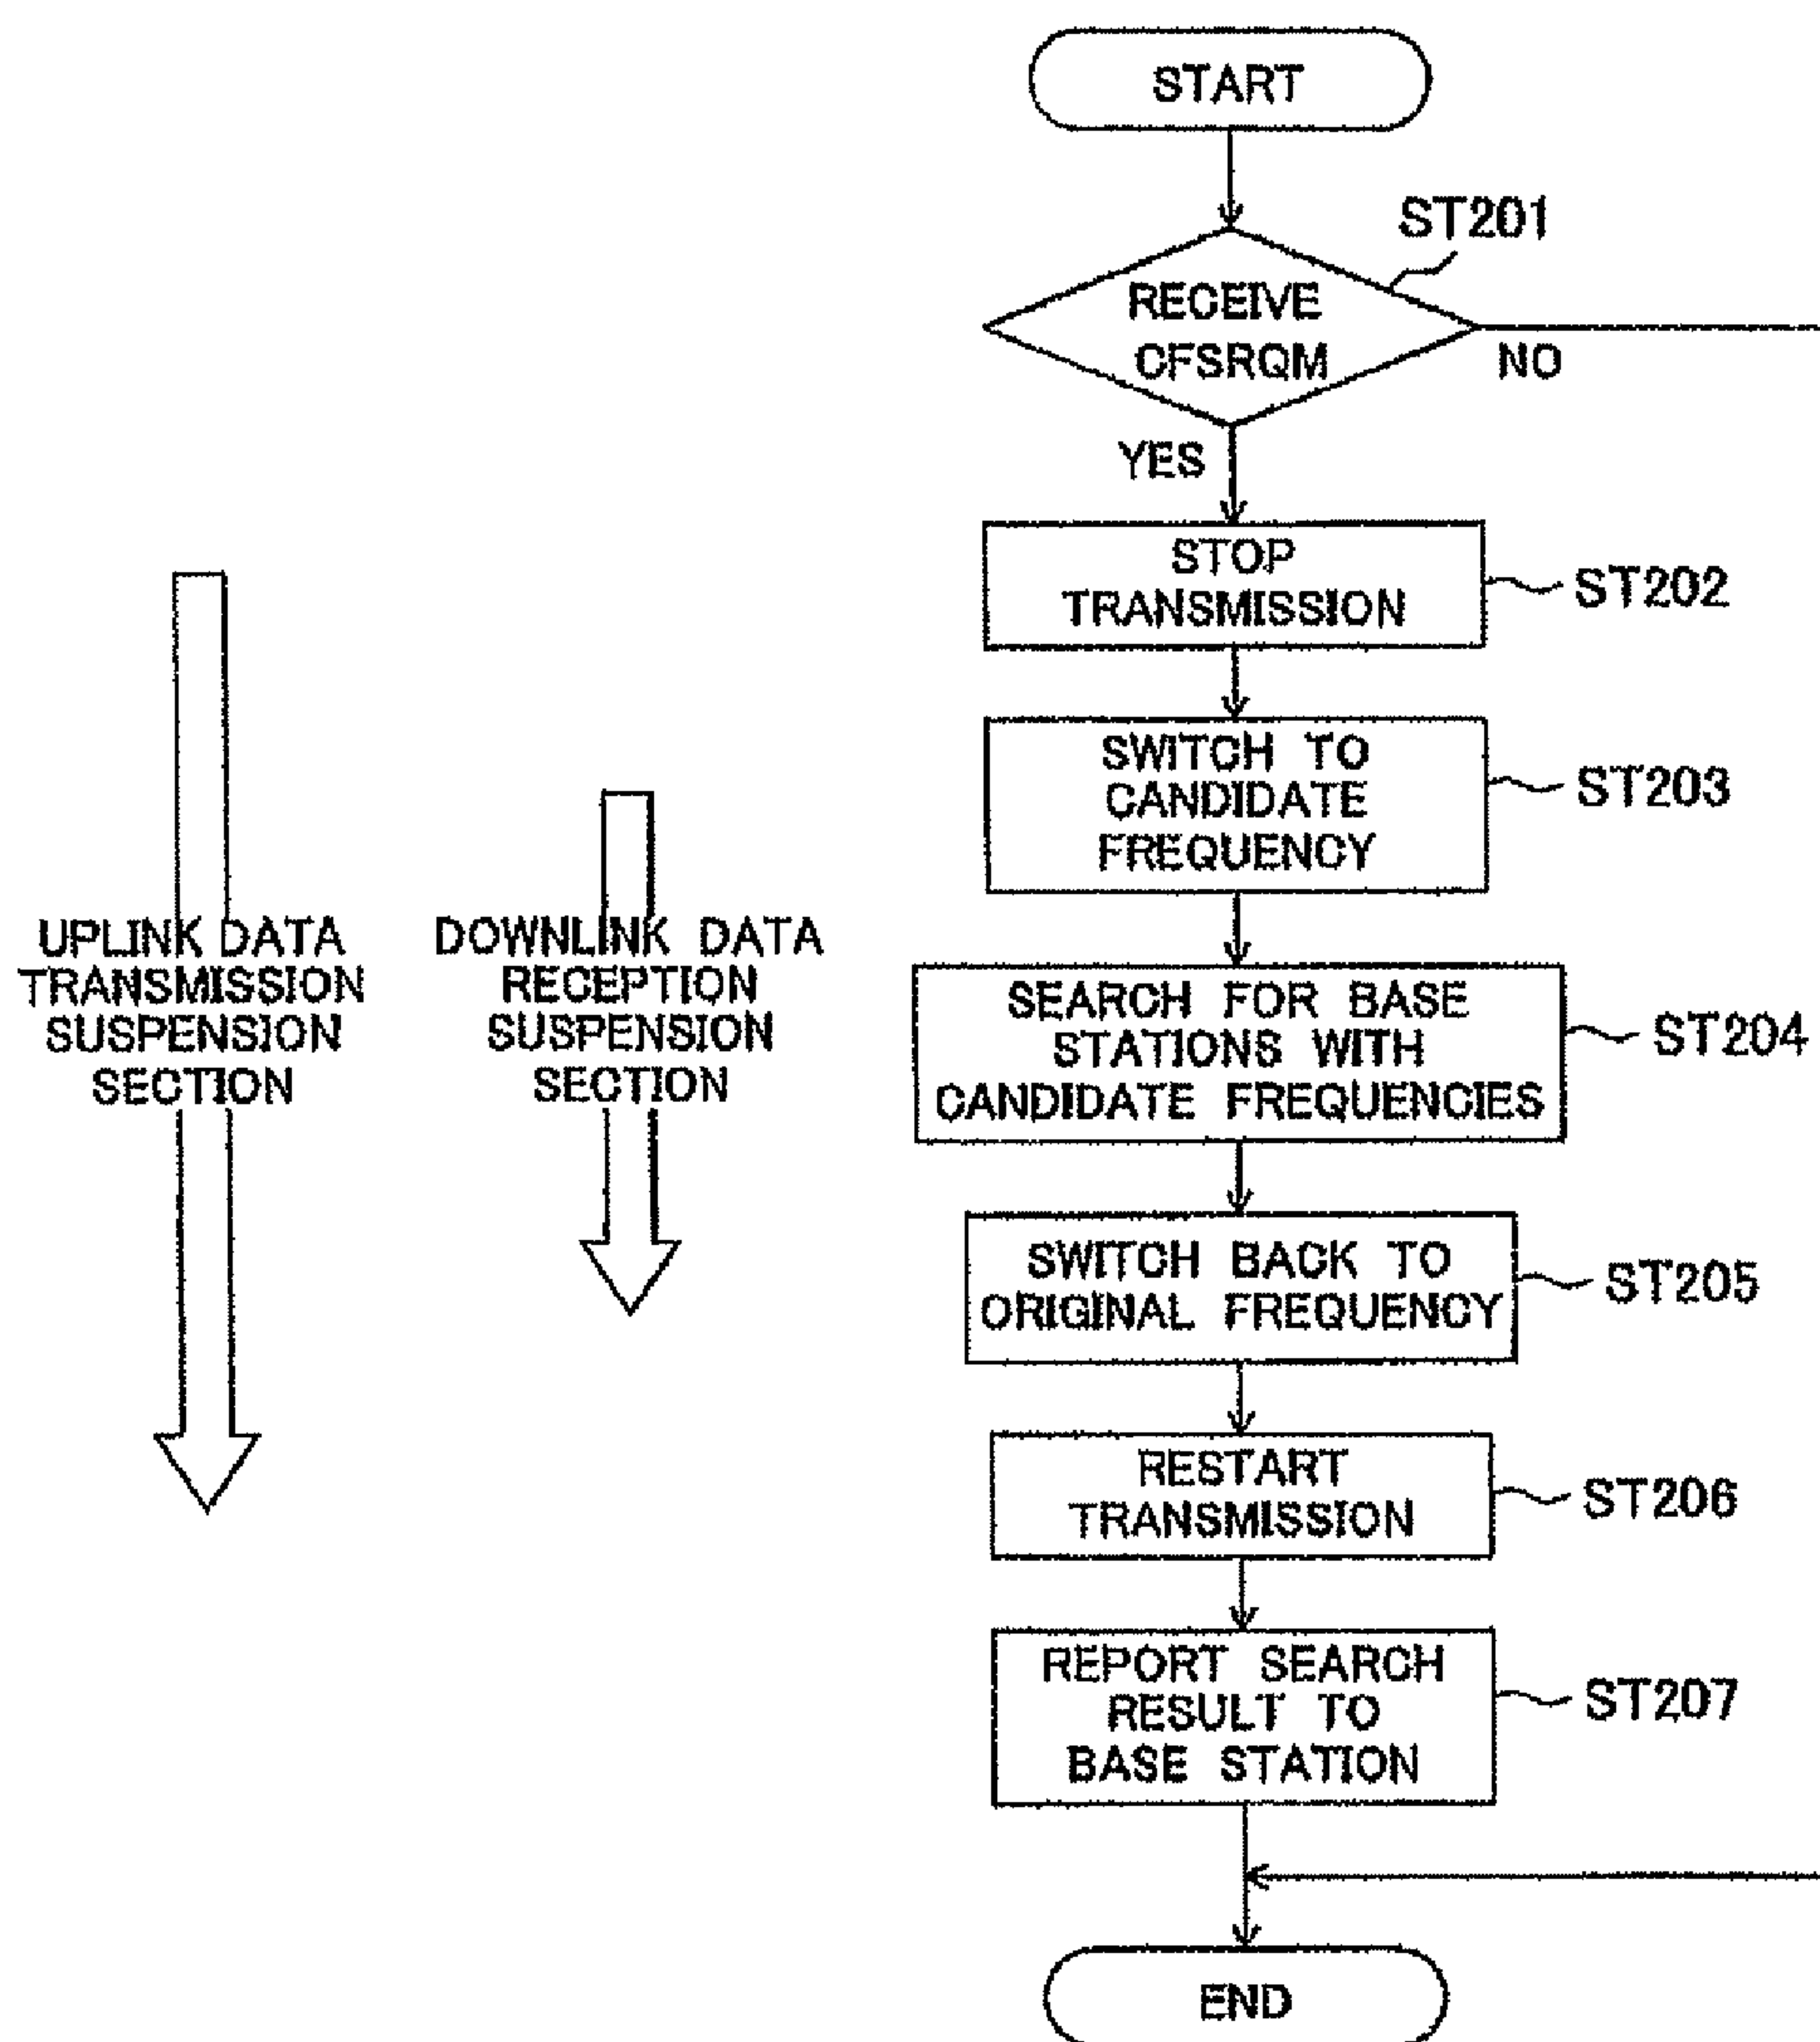 START
ST201
RECEIVE
CFSRQM
NO
YES
STOP
TRANSMISSION
ST202
SWITCH TO
CANDIDATE
FREQUENCY
ST203
UPLINK DATA
TRANSMISSION
SUSPENSION
SECTION
DOWNLINK DATA
RECEPTION
SUSPENSION
SECTION
SEARCH FOR BASE
STATIONS WITH
CANDIDATE FREQUENCIES
ST204
SWITCH BACK TO
ORIGINAL FREQUENCY
ST205
RESTART
TRANSMISSION
ST206
REPORT SEARCH
RESULT TO
BASE STATION
ST207
END